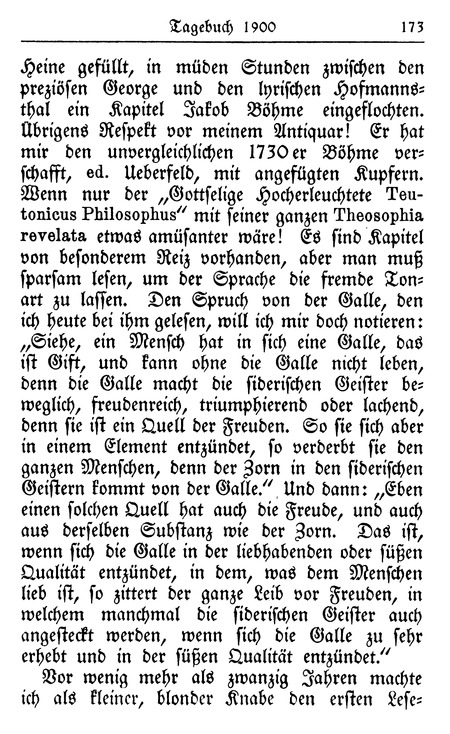 Tagebuch 1900 173
Heine gefüllt, in müden Stunden zwischen den
preziösen George und den lyrischen Hofmanns-
thal ein Kapitel Jakob Böhme eingeflochten.
Übrigens Respekt vor meinem Antiquar! Er hat
mir den unvergleichlichen 1730 er Böhme ver-
schafft, ed. Ueberfeld, mit angefügten Kupfern.
Wenn nur der „Gottselige Hocherleuchtete Teu-
tonicus Philosophus“ mit seiner ganzen Theosophia
revelata etwas amüsanter wäre! Es sind Kapitel
von besonderem Reiz vorhanden, aber man muß
sparsam lesen, um der Sprache die fremde Ton-
art zu lassen. Den Spruch von der Galle, den
ich heute bei ihm gelesen, will ich mir doch notieren:
„Siehe, ein Mensch hat in sich eine Galle, das
ist Gift, und kann ohne die Galle nicht leben,
denn die Galle macht die siderischen Geister be-
weglich, freudenreich, triumphierend oder lachend,
denn sie ist ein Quell der Freuden. So sie sich aber
in einem Element entzündet, so verderbt sie den
ganzen Menschen, denn der Zorn in den siderischen
Geistern kommt von der Galle.“ Und dann: „Eben
einen solchen Quell hat auch die Freude, und auch
aus derselben Substanz wie der Zorn. Das ist,
wenn sich die Galle in der liebhabenden oder süßen
Qualität entzündet, in dem, was dem Menschen
lieb ist, so zittert der ganze Leib vor Freuden, in
welchem manchmal die siderischen Geister auch
angesteckt werden, wenn sich die Galle zu sehr
erhebt und in der süßen Qualität entzündet.“
Vor wenig mehr als zwanzig Jahren machte
ich als kleiner, blonder Knabe den ersten Lese-